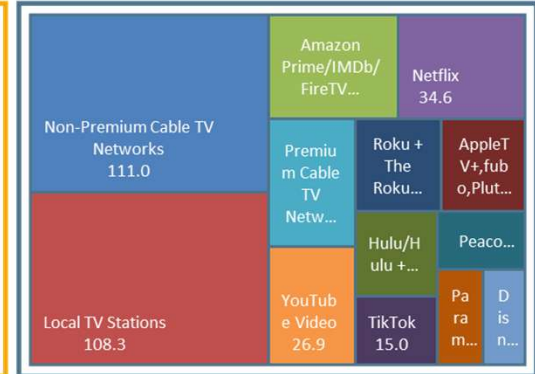 Non-Premium Cable TV
Networks
111.0
Local TV Stations
108.3
Amazon
Prime/IMDb/
FireTV...
Netflix
34.6
Premiu
m Cable
TV
Netw...
Roku +
The
Roku...
AppleT
V+,fub
o,Plut...
Hulu/H
ulu +...
Peaco...
YouTub
e Video
26.9
TikTok
15.0
Pa
ra
m...
D
is
n...